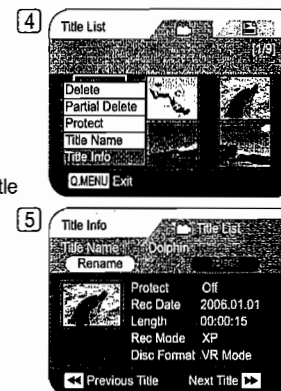 4
Title List
[1/9]
Delete
Partial Delete
Protect
Title Name
Title Info
Q.MENU Exit
tle
5
Title Info
Title List
Title Name Dolphin
Rename
Protect Off
Rec Date 2006.01.01
Length 00:00:15
Rec Mode XP
Disc Format VR Mode
◀◀ Previous Title Next Title ▶▶